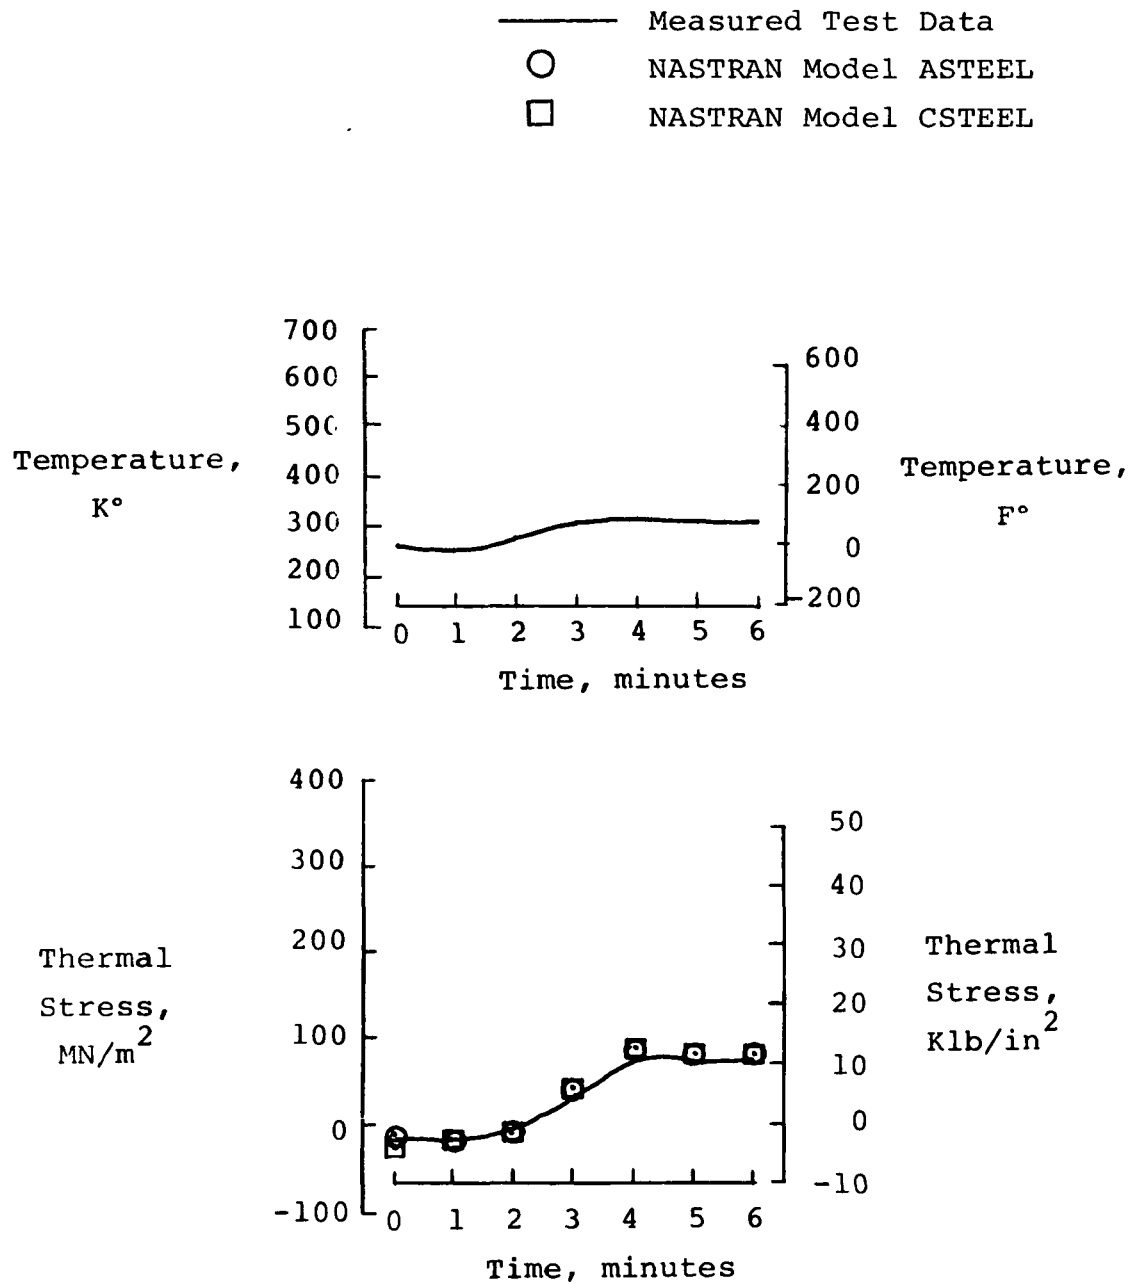 Measured Test Data
NASTRAN Model ASTEEL
NASTRAN Model CSTEEL
700
600
500
400
300
200
100
Temperature,
K°
600
400
200
0
-200
Temperature,
F°
0 1 2 3 4 5 6
Time, minutes
400
300
200
100
0
-100
Thermal
Stress,
MN/m²
50
40
30
20
10
0
-10
Thermal
Stress,
Klb/in²
0 1 2 3 4 5 6
Time, minutes